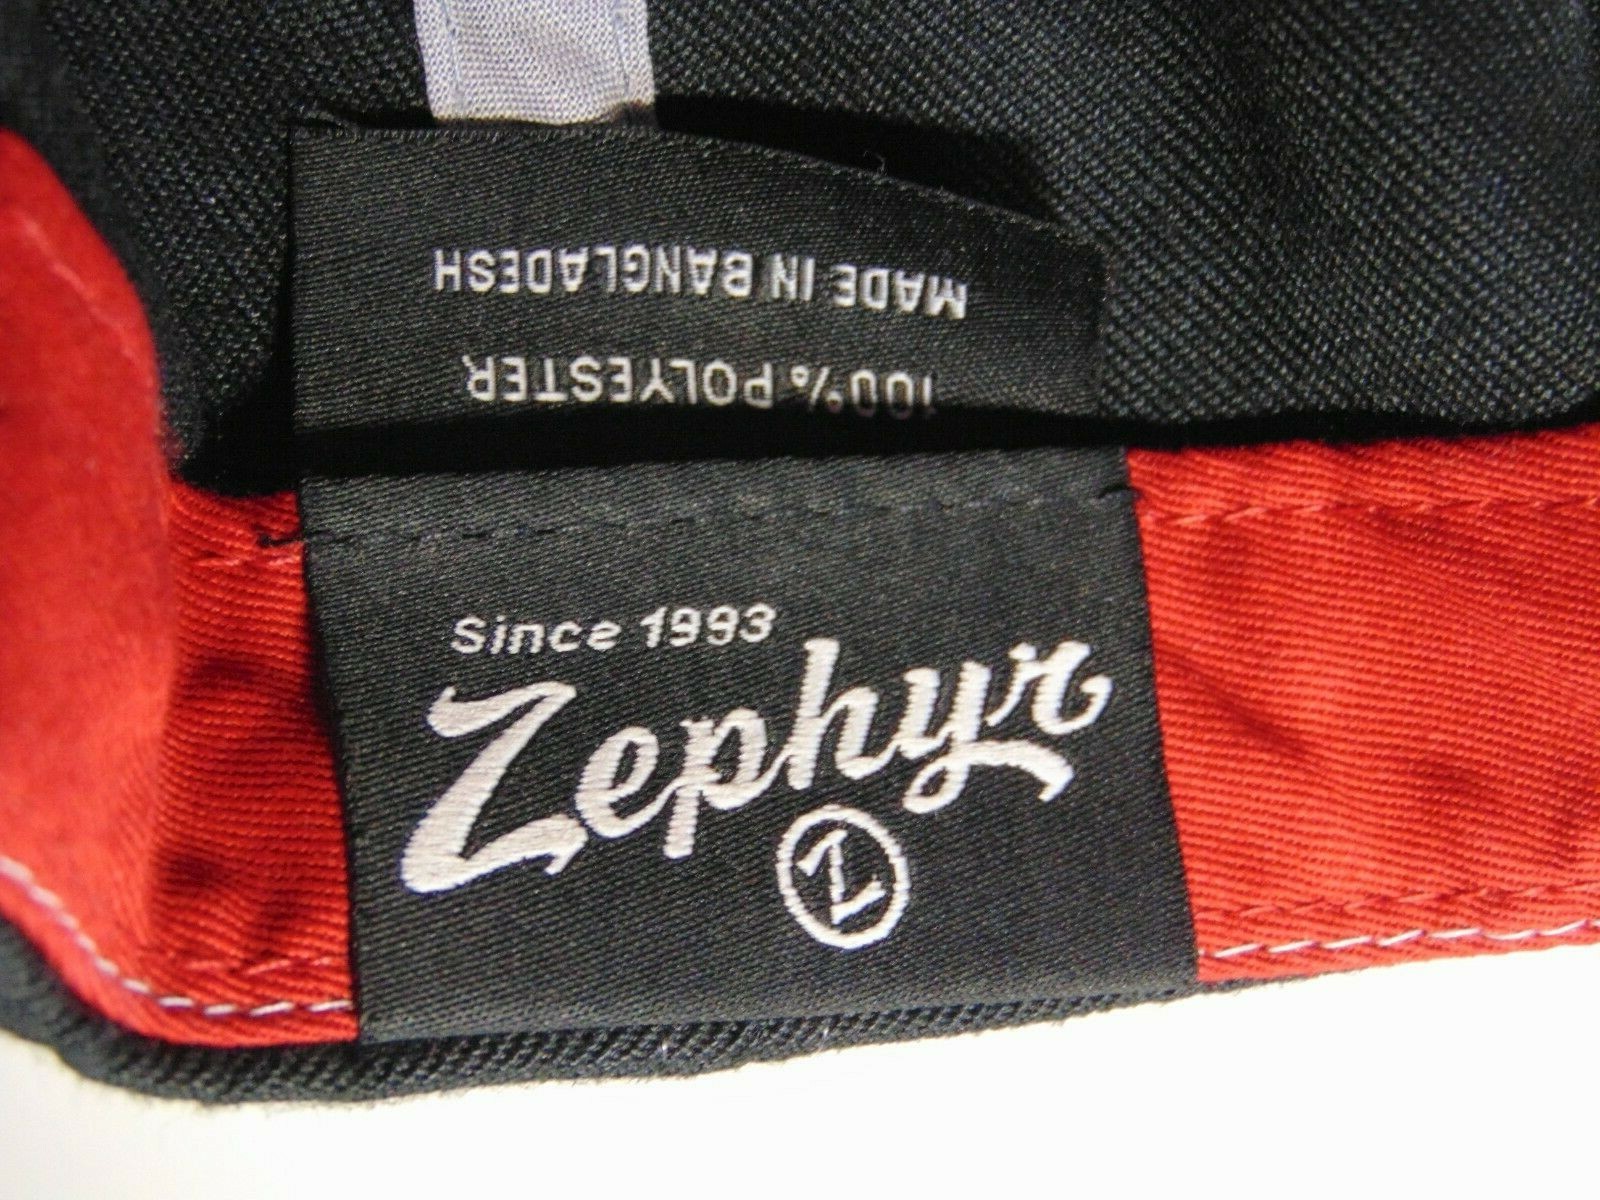 100% POLYESTER
MADE IN BANGLADESH
Since 1993
Zephyr
Z